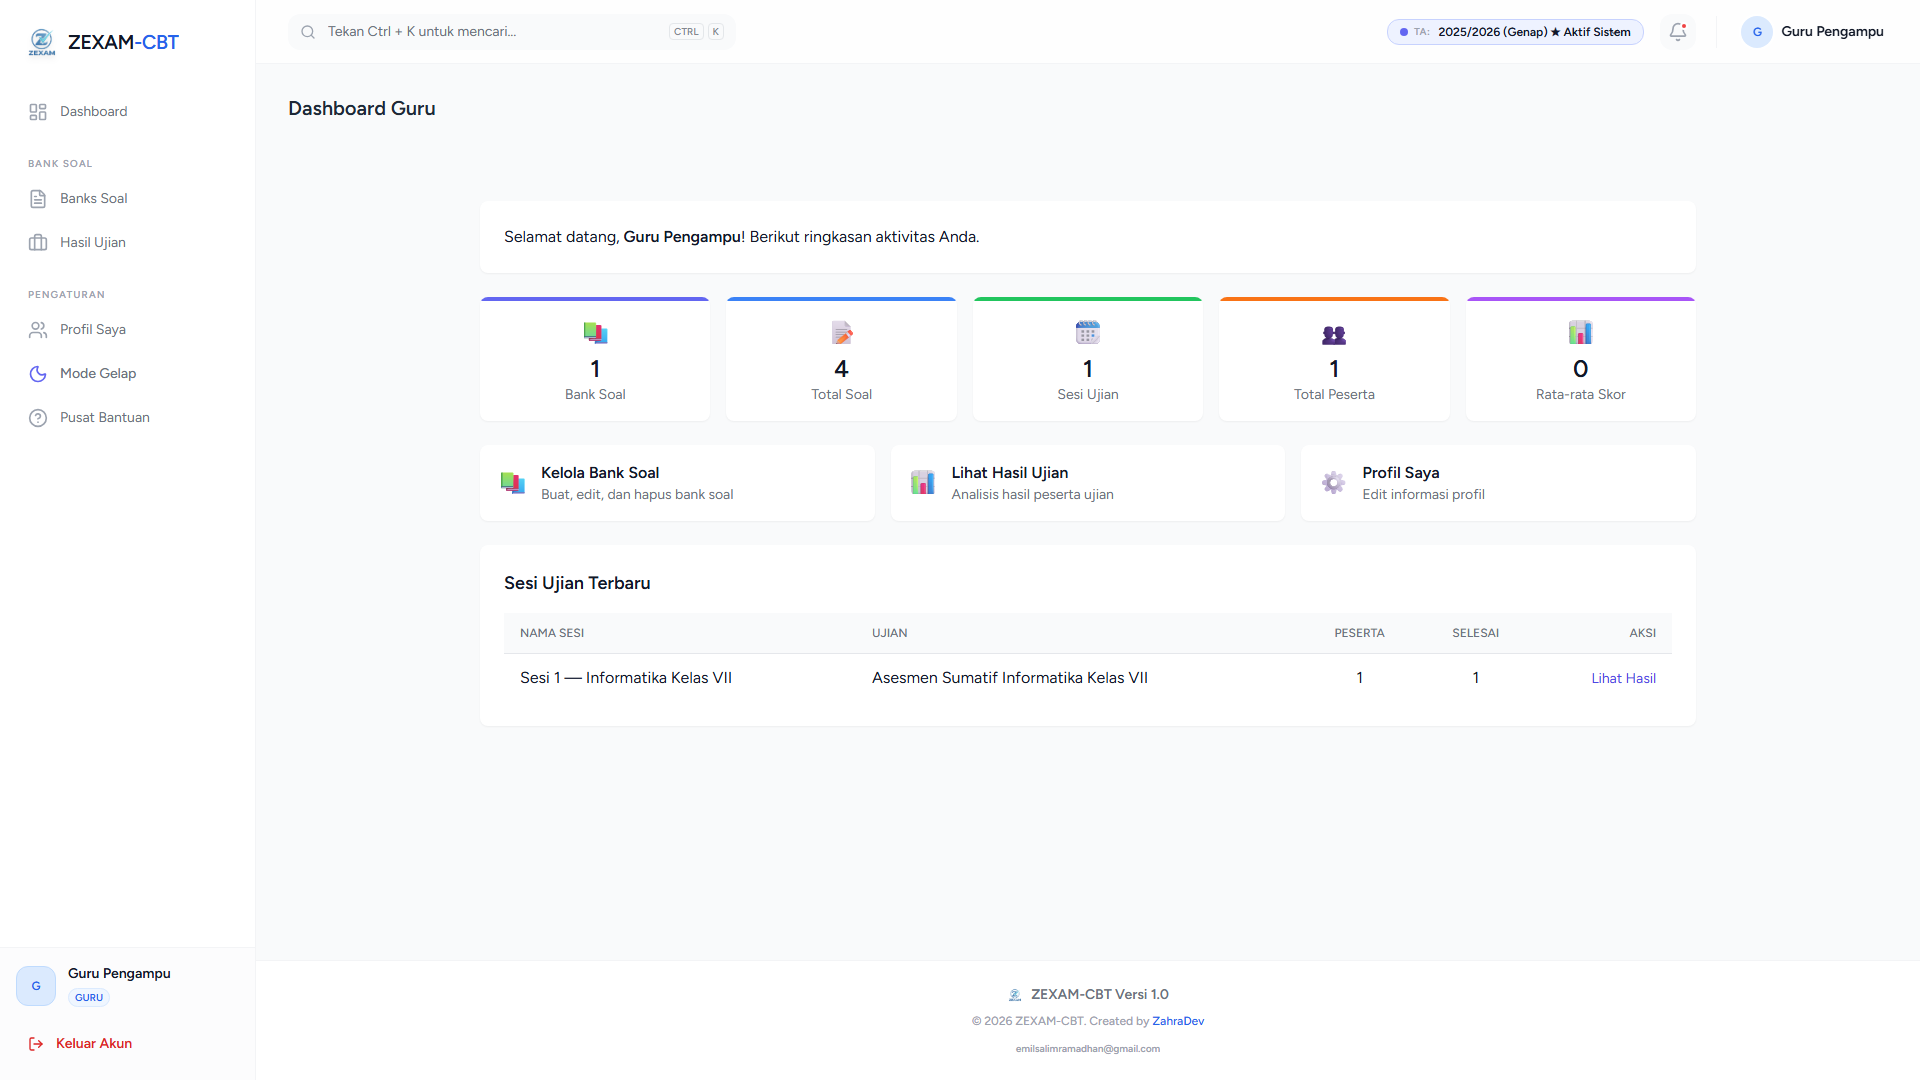 ZEXAM
ZEXAM-CBT
Tekan Ctrl + K untuk mencari...
CTRL
K
TA: 2025/2026 (Genap) ★ Aktif Sistem
G
Guru Pengampu
Dashboard
BANK SOAL
Banks Soal
Hasil Ujian
PENGATURAN
Profil Saya
Mode Gelap
Pusat Bantuan
G
Guru Pengampu
GURU
Keluar Akun
Dashboard Guru
Selamat datang, Guru Pengampu! Berikut ringkasan aktivitas Anda.
1
Bank Soal
4
Total Soal
1
Sesi Ujian
1
Total Peserta
0
Rata-rata Skor
Kelola Bank Soal
Buat, edit, dan hapus bank soal
Lihat Hasil Ujian
Analisis hasil peserta ujian
Profil Saya
Edit informasi profil
Sesi Ujian Terbaru
NAMA SESI UJIAN PESERTA SELESAI AKSI
Sesi 1 — Informatika Kelas VII Asesmen Sumatif Informatika Kelas VII 1 1 Lihat Hasil
ZEXAM-CBT Versi 1.0
© 2026 ZEXAM-CBT. Created by ZahraDev
emilsalimramadhan@gmail.com